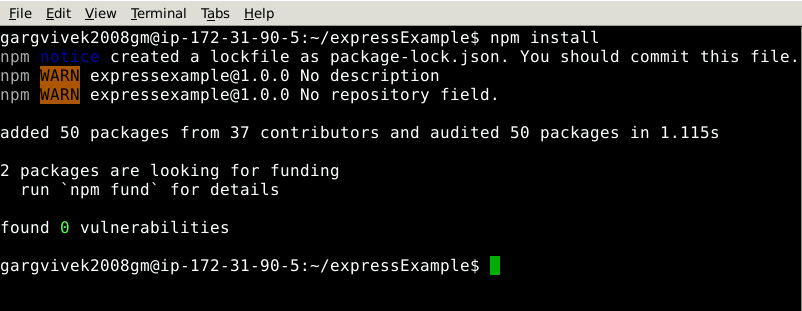 File Edit View Terminal Tabs Help
gargvivek2008gm@ip-172-31-90-5:~/expressExample$ npm install
npm notice created a lockfile as package-lock.json. You should commit this file.
npm WARN expressexample@1.0.0 No description
npm WARN expressexample@1.0.0 No repository field.
added 50 packages from 37 contributors and audited 50 packages in 1.115s
2 packages are looking for funding
  run `npm fund` for details
found 0 vulnerabilities
gargvivek2008gm@ip-172-31-90-5:~/expressExample$